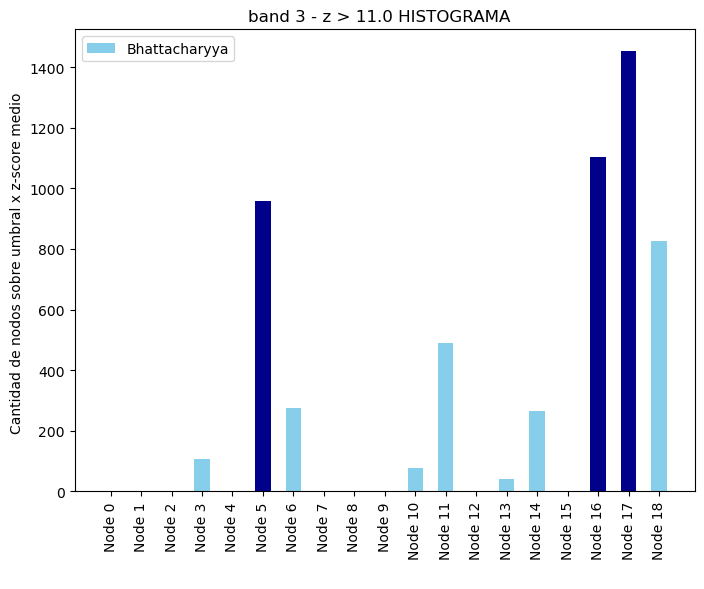 band 3 - z > 11.0 HISTOGRAMA
Bhattacharyya
Cantidad de nodos sobre umbral x z-score medio
1400
1200
1000
800
600
400
200
0
Node 0
Node 1
Node 2
Node 3
Node 4
Node 5
Node 6
Node 7
Node 8
Node 9
Node 10
Node 11
Node 12
Node 13
Node 14
Node 15
Node 16
Node 17
Node 18